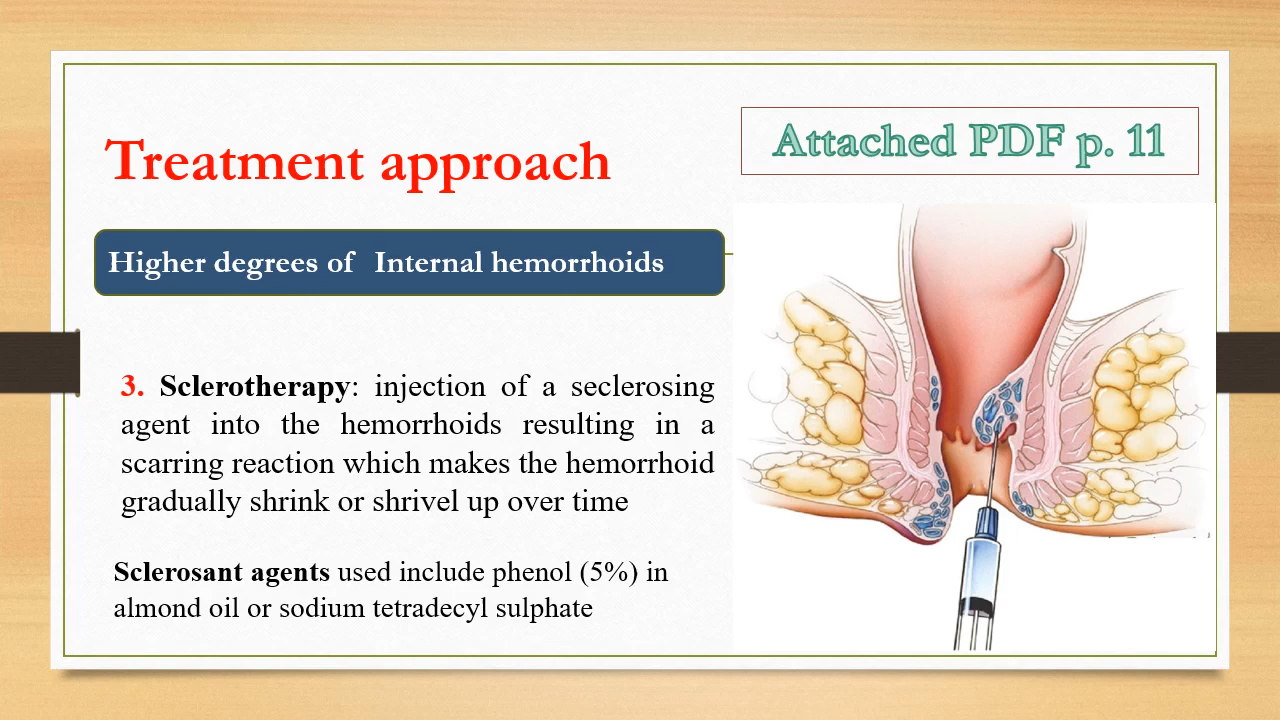 Treatment approach
Attached PDF p. 11
Higher degrees of Internal hemorrhoids
3. Sclerotherapy: injection of a seclerosing
agent into the hemorrhoids resulting in a
scarring reaction which makes the hemorrhoid
gradually shrink or shrivel up over time
Sclerosant agents used include phenol (5%) in
almond oil or sodium tetradecyl sulphate